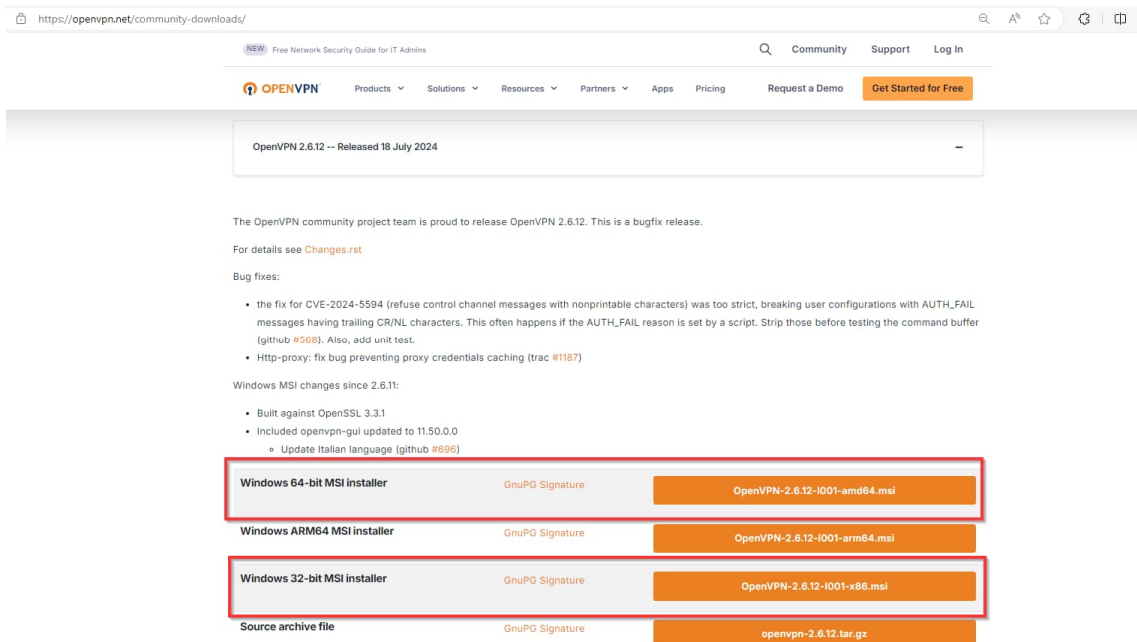 https://openvpn.net/community-downloads/
NEW Free Network Security Guide for IT Admins
Community Support Log In
OPENVPN Products Solutions Resources Partners Apps Pricing Request a Demo Get Started for Free
OpenVPN 2.6.12 -- Released 18 July 2024
The OpenVPN community project team is proud to release OpenVPN 2.6.12. This is a bugfix release.
For details see Changes.rst
Bug fixes:
• the fix for CVE-2024-5594 (refuse control channel messages with nonprintable characters) was too strict, breaking user configurations with AUTH_FAIL
messages having trailing CR/NL characters. This often happens if the AUTH_FAIL reason is set by a script. Strip those before testing the command buffer
(github #568). Also, add unit test.
• Http-proxy: fix bug preventing proxy credentials caching (trac #1187)
Windows MSI changes since 2.6.11:
• Built against OpenSSL 3.3.1
• Included openvpn-gui updated to 11.50.0.0
◦ Update Italian language (github #696)
Windows 64-bit MSI installer GnuPG Signature OpenVPN-2.6.12-I001-amd64.msi
Windows ARM64 MSI installer GnuPG Signature OpenVPN-2.6.12-I001-arm64.msi
Windows 32-bit MSI installer GnuPG Signature OpenVPN-2.6.12-I001-x86.msi
Source archive file GnuPG Signature openvpn-2.6.12.tar.gz